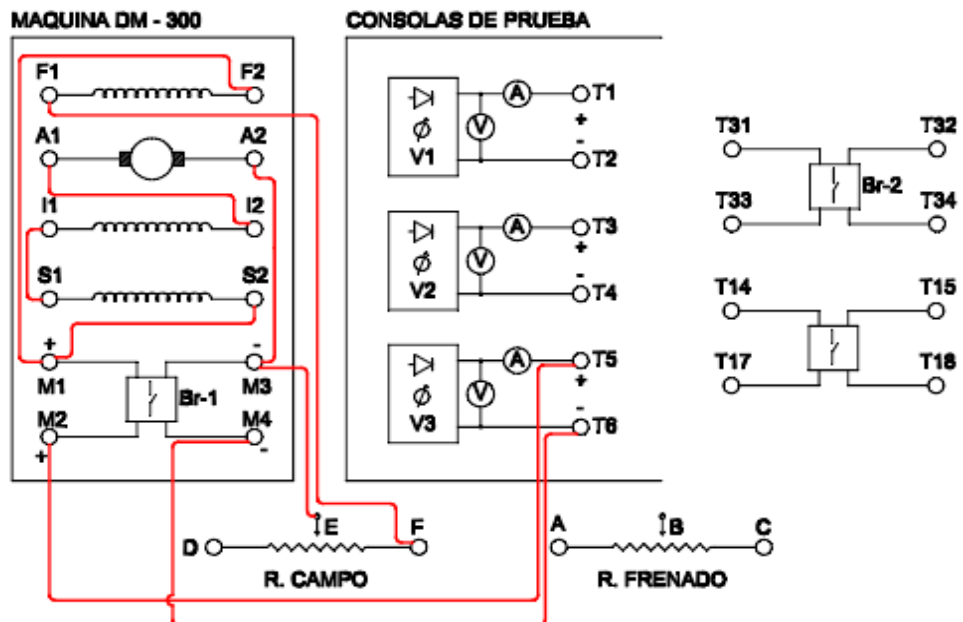 MAQUINA DM - 300
CONSOLAS DE PRUEBA
F1 F2
A1 A2
I1 I2
S1 S2
+ -
M1 M3
Br-1
M2 M4
+ -
V1
A
V
T1
+
-
T2
V2
A
V
T3
+
-
T4
V3
A
V
T5
+
-
T6
T31 T32
Br-2
T33 T34
T14 T15
T17 T18
D E F
R. CAMPO
A B C
R. FRENADO